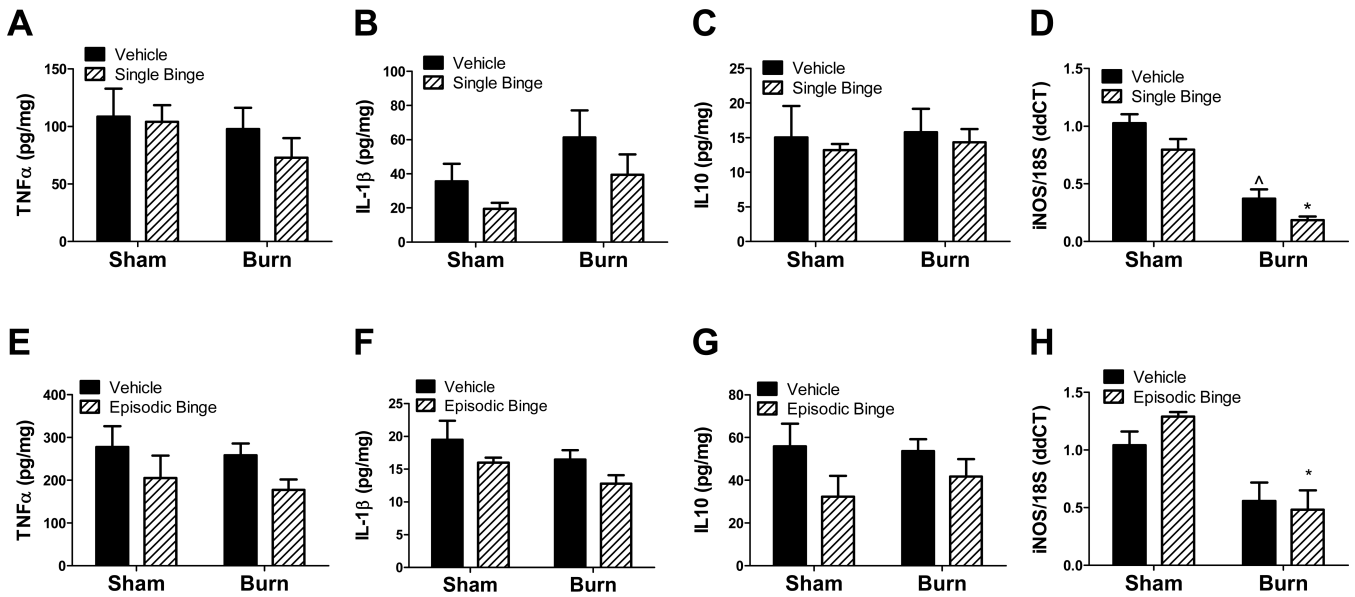 A
Vehicle
Single Binge
TNFα (pg/mg)
150
100
50
0
Sham Burn
B
Vehicle
Single Binge
IL-1β (pg/mg)
100
80
60
40
20
0
Sham Burn
C
Vehicle
Single Binge
IL10 (pg/mg)
25
20
15
10
5
0
Sham Burn
D
Vehicle
Single Binge
iNOS/18S (ddCT)
1.5
1.0
0.5
0.0
^
*
Sham Burn
E
Vehicle
Episodic Binge
TNFα (pg/mg)
400
300
200
100
0
Sham Burn
F
Vehicle
Episodic Binge
IL-1β (pg/mg)
25
20
15
10
5
0
Sham Burn
G
Vehicle
Episodic Binge
IL10 (pg/mg)
80
60
40
20
0
Sham Burn
H
Vehicle
Episodic Binge
iNOS/18S (ddCT)
1.5
1.0
0.5
0.0
*
Sham Burn